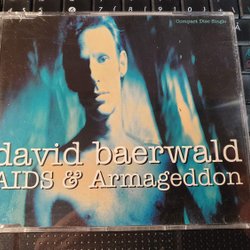 Compact Disc Single
david baerwald
AIDS & Armageddon